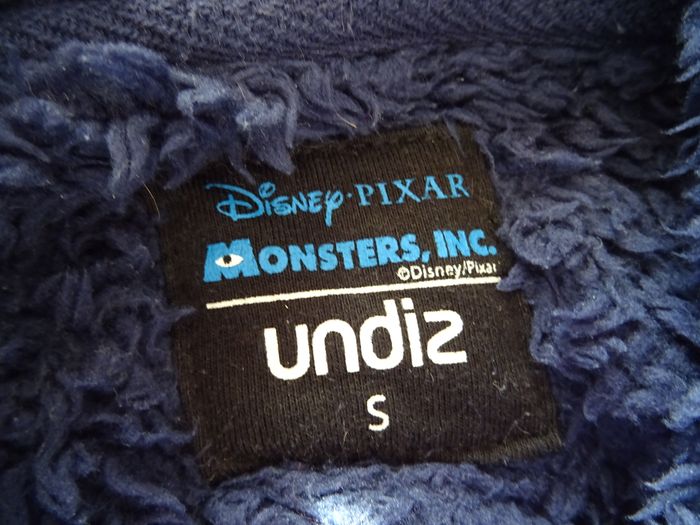 Disney·PIXAR
MONSTERS, INC.
©Disney/Pixar
undiz
S